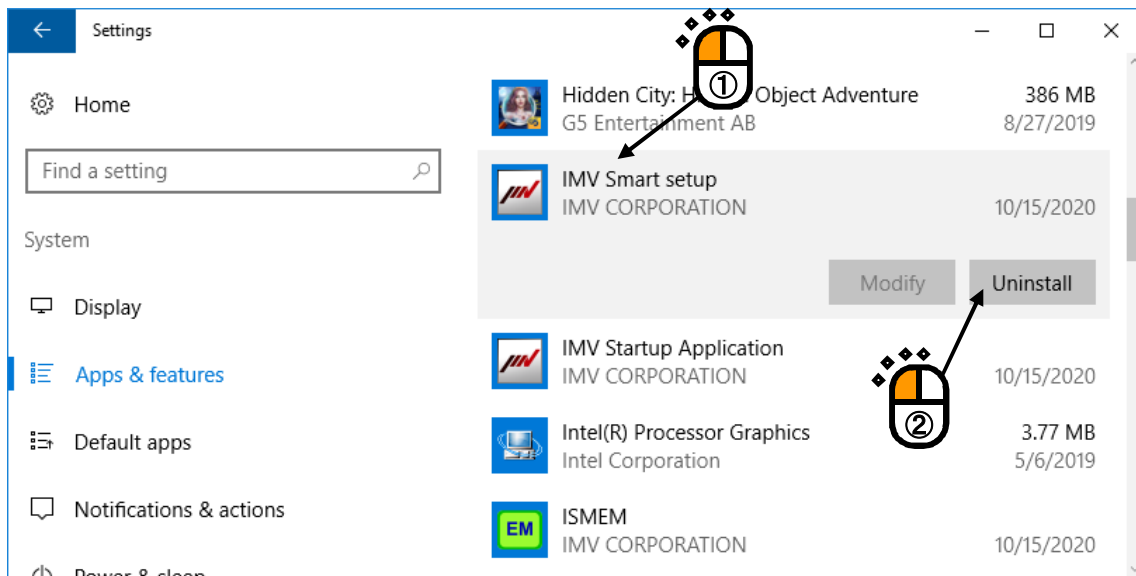 Settings
Home
Find a setting
System
Display
Apps & features
Default apps
Notifications & actions
Power & sleep
①
Hidden City: H Object Adventure
386 MB
G5 Entertainment AB
8/27/2019
IMV Smart setup
IMV CORPORATION
10/15/2020
Modify
Uninstall
IMV Startup Application
IMV CORPORATION
10/15/2020
②
Intel(R) Processor Graphics
3.77 MB
Intel Corporation
5/6/2019
EM
ISMEM
IMV CORPORATION
10/15/2020